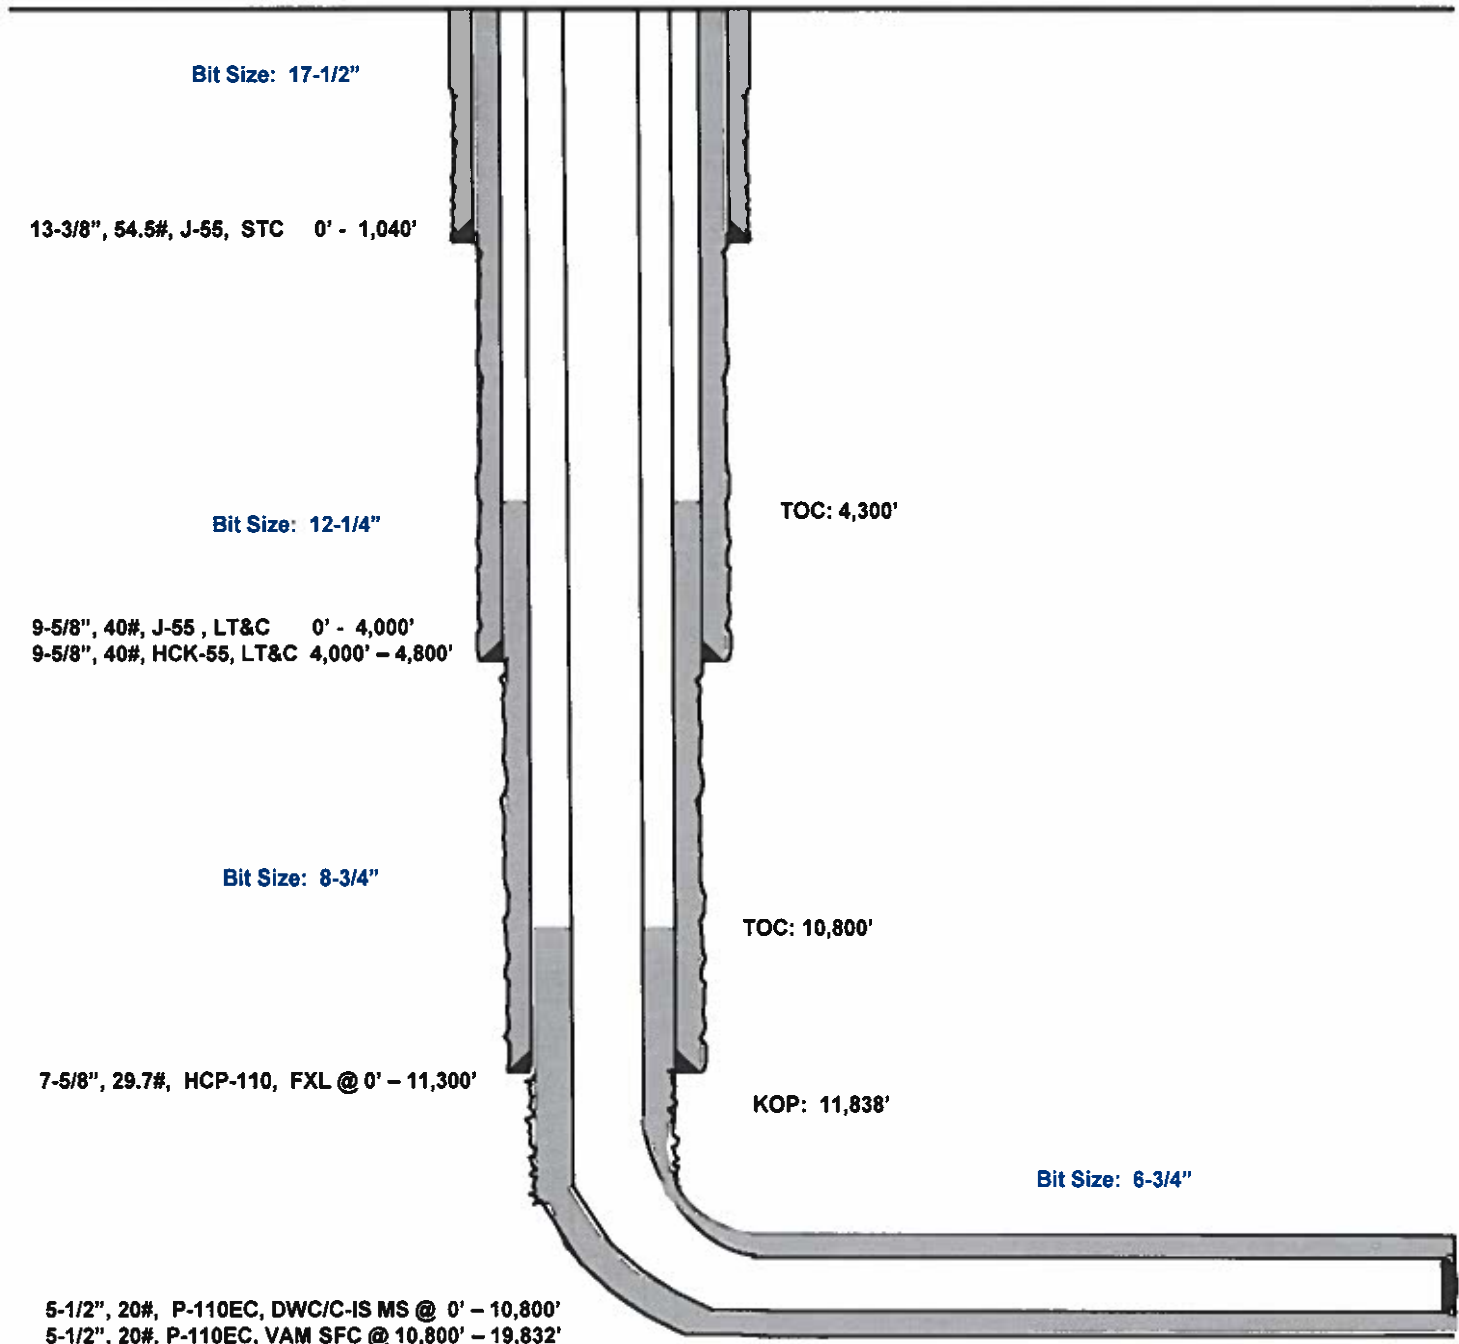 Bit Size: 17-1/2”
13-3/8”, 54.5#, J-55, STC 0’ - 1,040’
TOC: 4,300’
Bit Size: 12-1/4”
9-5/8”, 40#, J-55 , LT&C 0’ - 4,000’
9-5/8”, 40#, HCK-55, LT&C 4,000’ – 4,800’
Bit Size: 8-3/4”
TOC: 10,800’
7-5/8”, 29.7#, HCP-110, FXL @ 0’ – 11,300’
KOP: 11,838’
Bit Size: 6-3/4”
5-1/2”, 20#, P-110EC, DWC/C-IS MS @ 0’ – 10,800’
5-1/2”, 20#, P-110EC, VAM SFC @ 10,800’ – 19,832’